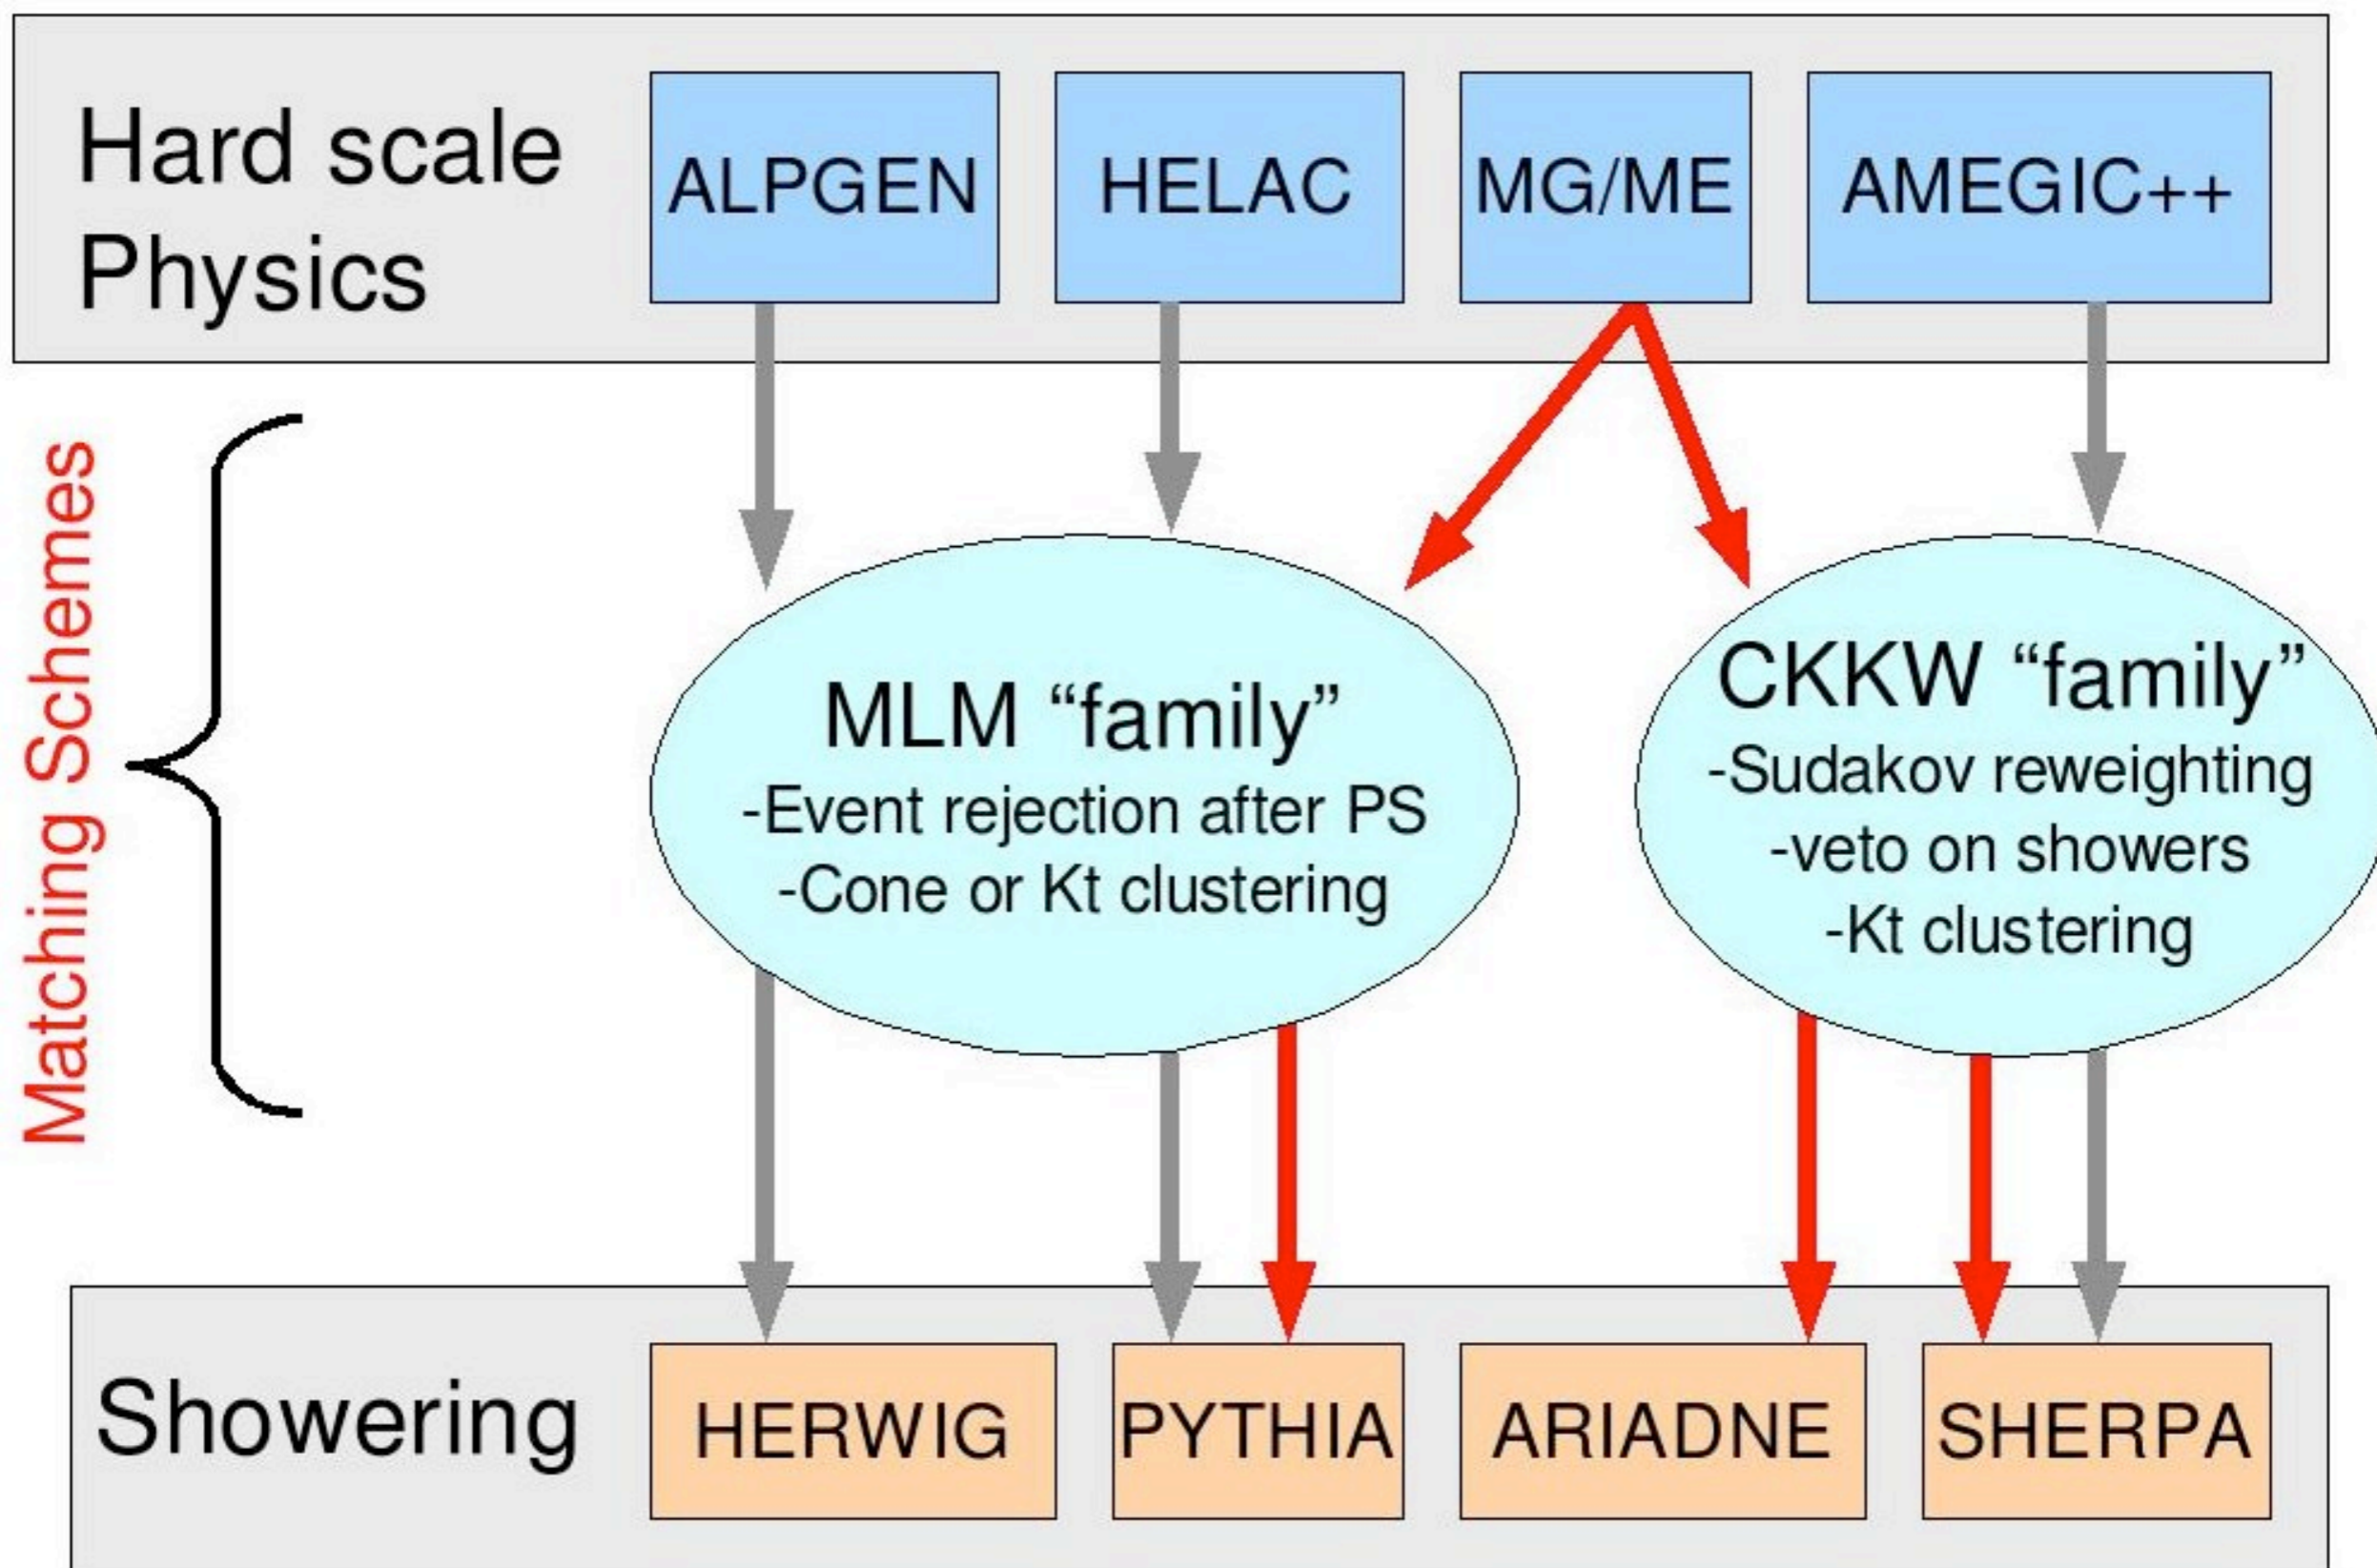 Hard scale
Physics
ALPGEN
HELAC
MG/ME
AMEGIC++
Matching Schemes
MLM “family”
-Event rejection after PS
-Cone or Kt clustering
CKKW “family”
-Sudakov reweighting
-veto on showers
-Kt clustering
Showering
HERWIG
PYTHIA
ARIADNE
SHERPA